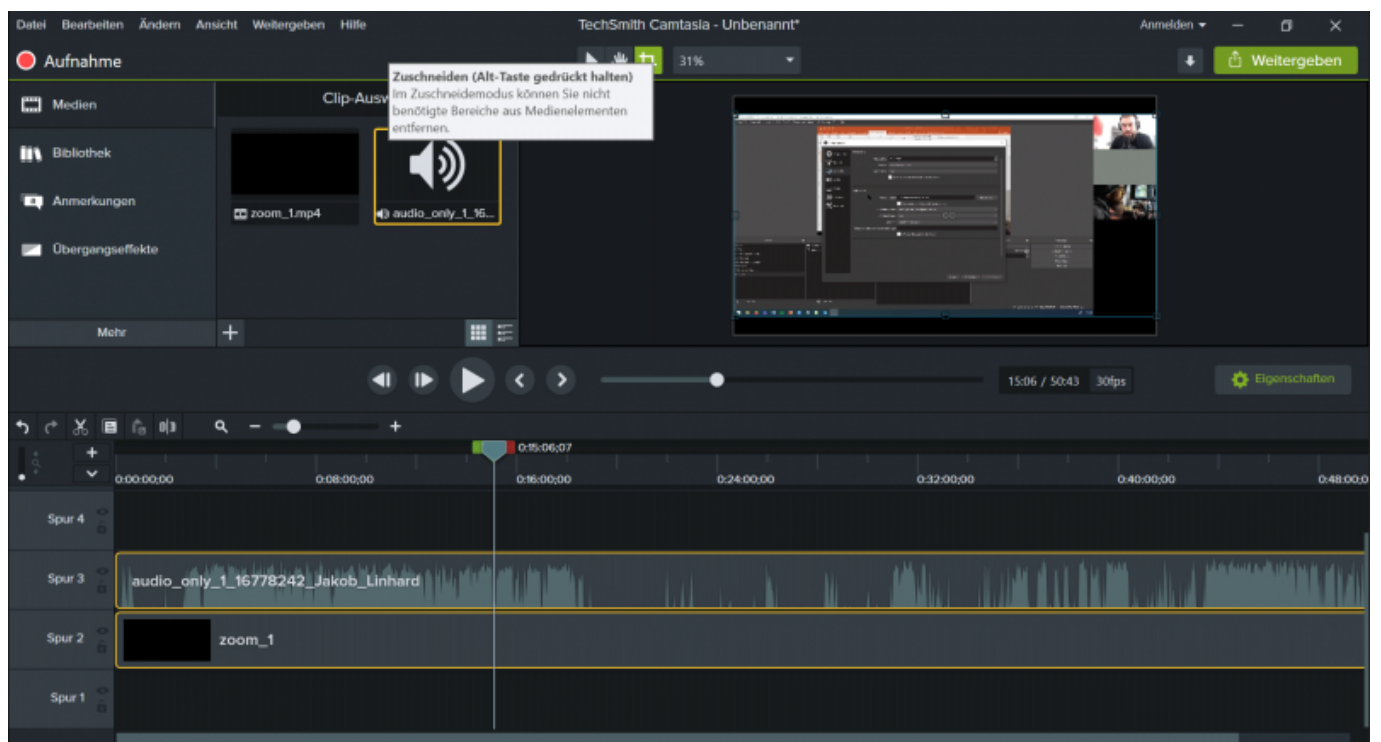 Datei Bearbeiten Ändern Ansicht Weitergeben Hilfe TechSmith Camtasia - Unbenannt* Anmelden
Aufnahme 31% Weitergeben
Zuschneiden (Alt-Taste gedrückt halten)
Im Zuschneidemodus können Sie nicht
benötigte Bereiche aus Medienelementen
entfernen.
Medien
Bibliothek
Anmerkungen
Übergangseffekte
Mehr
zoom_1.mp4 audio_only_1_16...
15:06 / 50:43 30fps Eigenschaften
0:15:06;07
0:00:00;00 0:08:00;00 0:16:00;00 0:24:00;00 0:32:00;00 0:40:00;00 0:48:00;0
Spur 4
Spur 3 audio_only_1_16778242_Jakob_Linhard
Spur 2 zoom_1
Spur 1